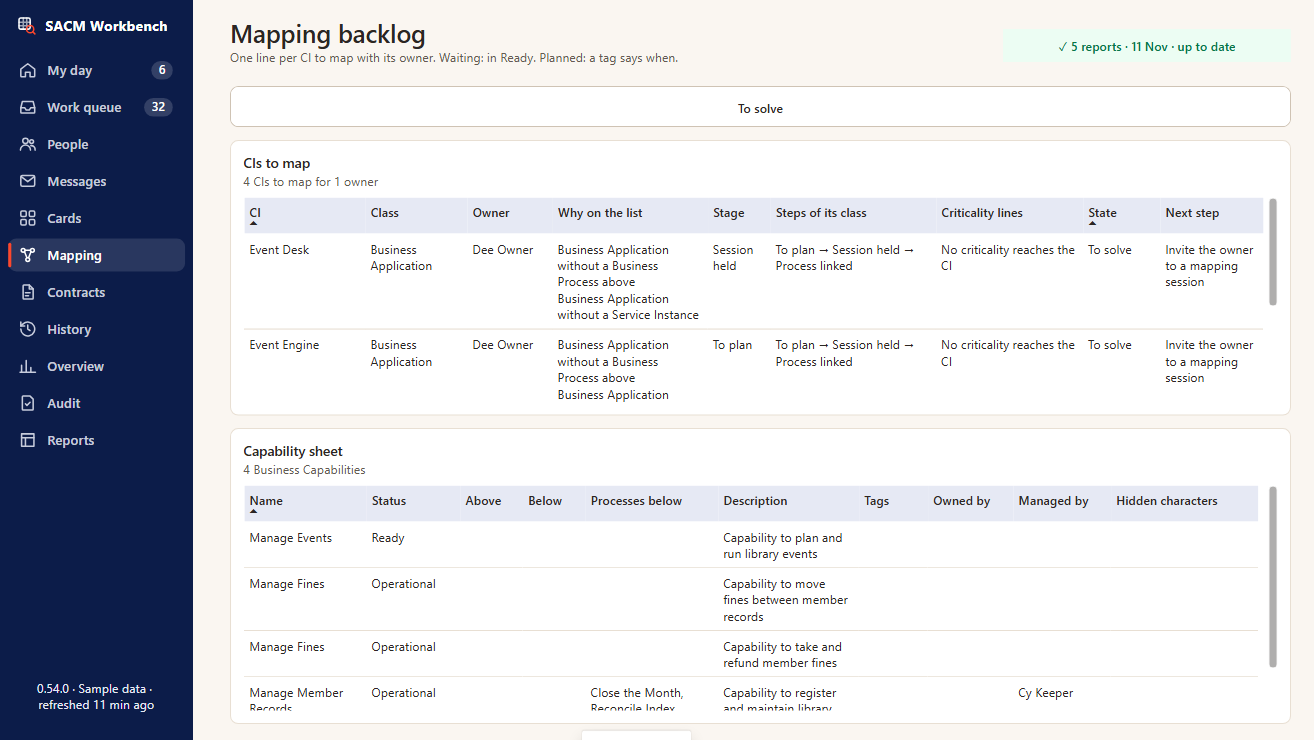 SACM Workbench
My day 6
Work queue 32
People
Messages
Cards
Mapping
Contracts
History
Overview
Audit
Reports
0.54.0 · Sample data ·
refreshed 11 min ago
Mapping backlog
One line per CI to map with its owner. Waiting: in Ready. Planned: a tag says when.
✓ 5 reports · 11 Nov · up to date
To solve
CIs to map
4 CIs to map for 1 owner
CI Class Owner Why on the list Stage Steps of its class Criticality lines State Next step
Event Desk Business Dee Owner Business Application Session To plan → Session held → No criticality reaches the To solve Invite the owner
Application without a Business held Process linked CI to a mapping
Process above session
Business Application
without a Service Instance
Event Engine Business Dee Owner Business Application To plan To plan → Session held → No criticality reaches the To solve Invite the owner
Application without a Business Process linked CI to a mapping
Process above session
Business Application
Capability sheet
4 Business Capabilities
Name Status Above Below Processes below Description Tags Owned by Managed by Hidden characters
Manage Events Ready Capability to plan and
run library events
Manage Fines Operational Capability to move
fines between member
records
Manage Fines Operational Capability to take and
refund member fines
Manage Member Operational Close the Month, Capability to register Cy Keeper
Records Reconcile Index and maintain library